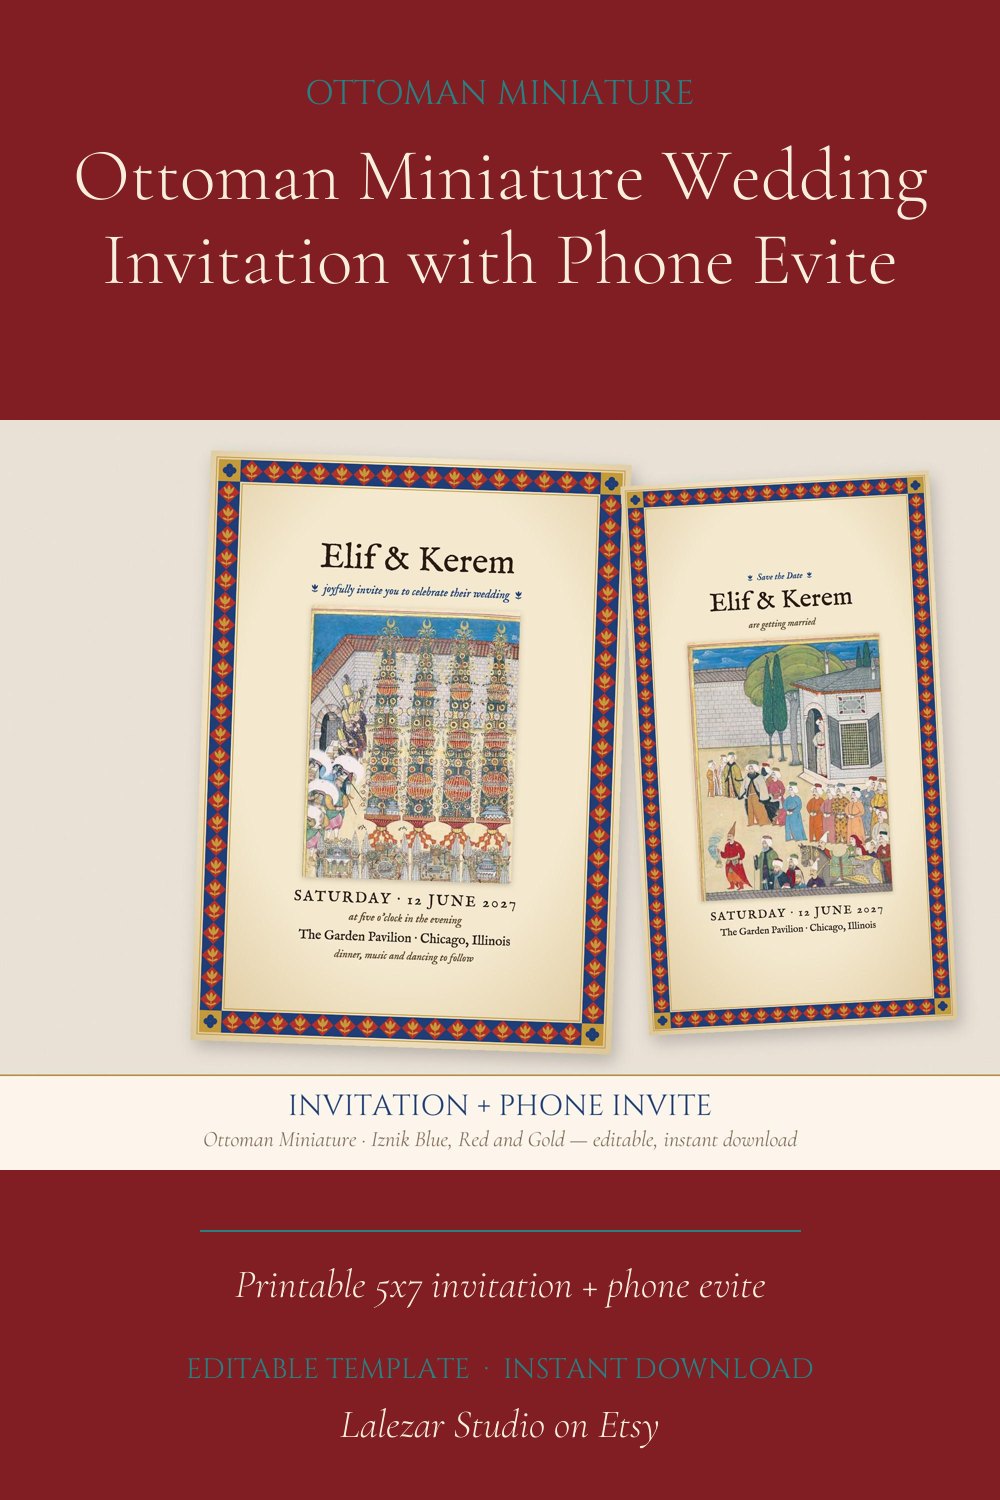 OTTOMAN MINIATURE
Ottoman Miniature Wedding
Invitation with Phone Evite
Elif & Kerem
joyfully invite you to celebrate their wedding
SATURDAY · 12 JUNE 2027
at five o'clock in the evening
The Garden Pavilion · Chicago, Illinois
dinner, music and dancing to follow
Save the Date
Elif & Kerem
are getting married
SATURDAY · 12 JUNE 2027
The Garden Pavilion · Chicago, Illinois
INVITATION + PHONE INVITE
Ottoman Miniature · Iznik Blue, Red and Gold — editable, instant download
Printable 5x7 invitation + phone evite
EDITABLE TEMPLATE · INSTANT DOWNLOAD
Lalezar Studio on Etsy